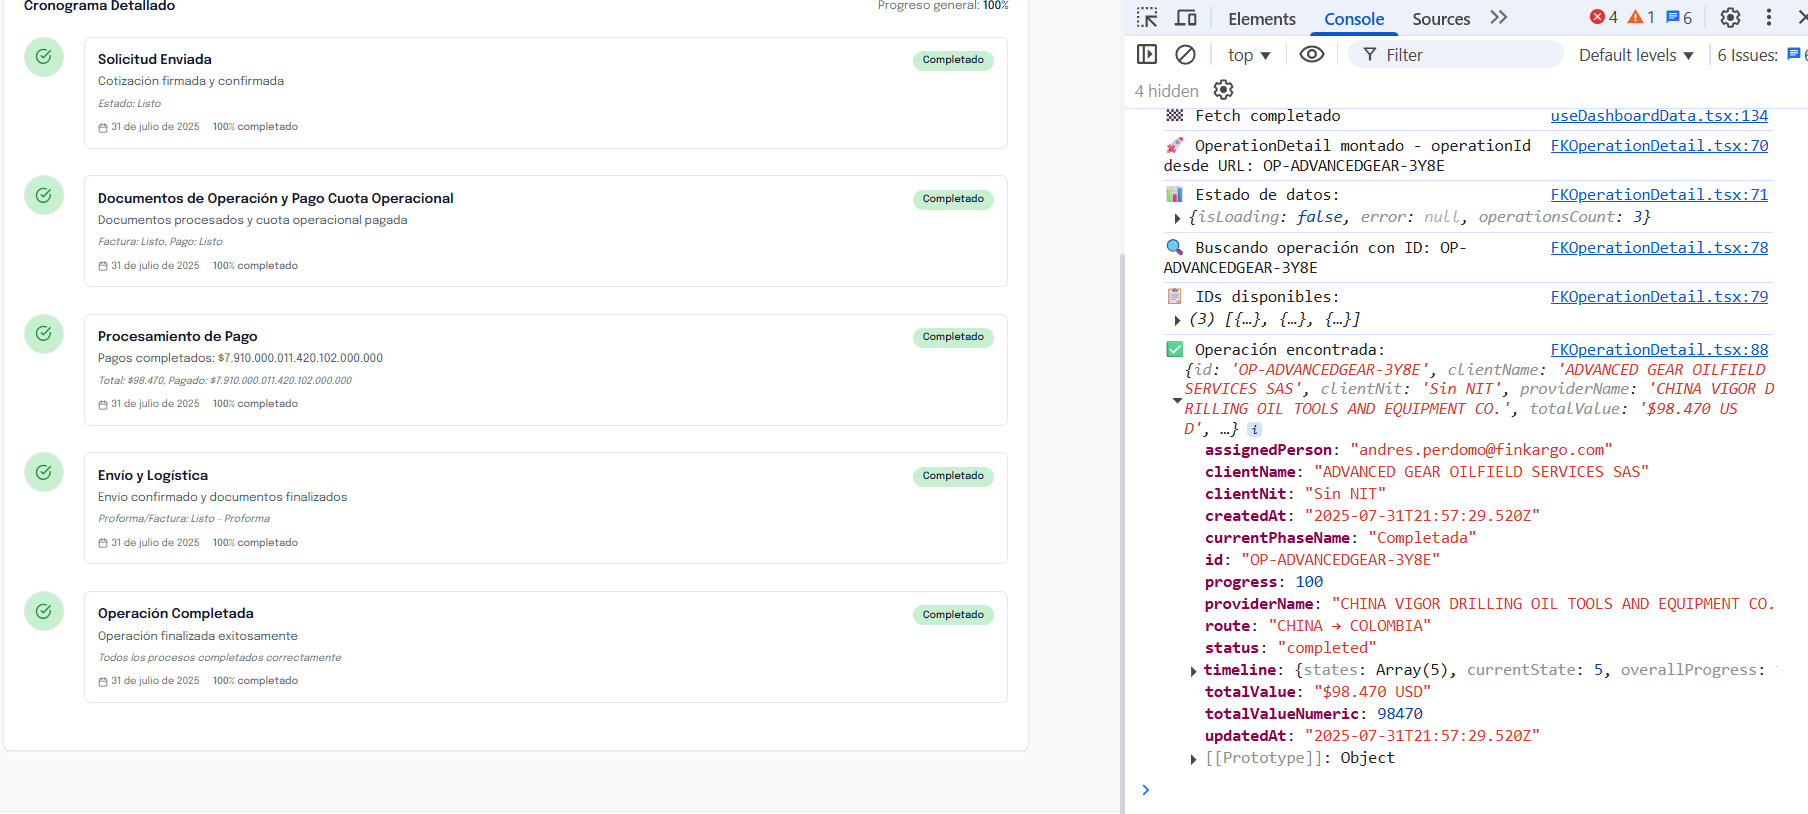 Cronograma Detallado
Progreso general: 100%
Solicitud Enviada
Completado
Cotización firmada y confirmada
Estado: Listo
31 de julio de 2025 100% completado
Documentos de Operación y Pago Cuota Operacional
Completado
Documentos procesados y cuota operacional pagada
Factura: Listo, Pago: Listo
31 de julio de 2025 100% completado
Procesamiento de Pago
Completado
Pagos completados: $7.910.000.011.420.102.000.000
Total: $98.470, Pagado: $7.910.000.011.420.102.000.000
31 de julio de 2025 100% completado
Envío y Logística
Completado
Envío confirmado y documentos finalizados
Proforma/Factura: Listo - Proforma
31 de julio de 2025 100% completado
Operación Completada
Completado
Operación finalizada exitosamente
Todos los procesos completados correctamente
31 de julio de 2025 100% completado
Elements Console Sources 4 1 6
top Filter Default levels 6 Issues: 6
4 hidden
Fetch completado useDashboardData.tsx:134
OperationDetail montado - operationId FKOperationDetail.tsx:70
desde URL: OP-ADVANCEDGEAR-3Y8E
Estado de datos: FKOperationDetail.tsx:71
{isLoading: false, error: null, operationsCount: 3}
Buscando operación con ID: OP- FKOperationDetail.tsx:78
ADVANCEDGEAR-3Y8E
IDs disponibles: FKOperationDetail.tsx:79
(3) [{…}, {…}, {…}]
Operación encontrada: FKOperationDetail.tsx:88
{id: 'OP-ADVANCEDGEAR-3Y8E', clientName: 'ADVANCED GEAR OILFIELD
SERVICES SAS', clientNit: 'Sin NIT', providerName: 'CHINA VIGOR D
RILLING OIL TOOLS AND EQUIPMENT CO.', totalValue: '$98.470 US
D', …} i
assignedPerson: "andres.perdomo@finkargo.com"
clientName: "ADVANCED GEAR OILFIELD SERVICES SAS"
clientNit: "Sin NIT"
createdAt: "2025-07-31T21:57:29.520Z"
currentPhaseName: "Completada"
id: "OP-ADVANCEDGEAR-3Y8E"
progress: 100
providerName: "CHINA VIGOR DRILLING OIL TOOLS AND EQUIPMENT CO.
route: "CHINA → COLOMBIA"
status: "completed"
timeline: {states: Array(5), currentState: 5, overallProgress:
totalValue: "$98.470 USD"
totalValueNumeric: 98470
updatedAt: "2025-07-31T21:57:29.520Z"
[[Prototype]]: Object